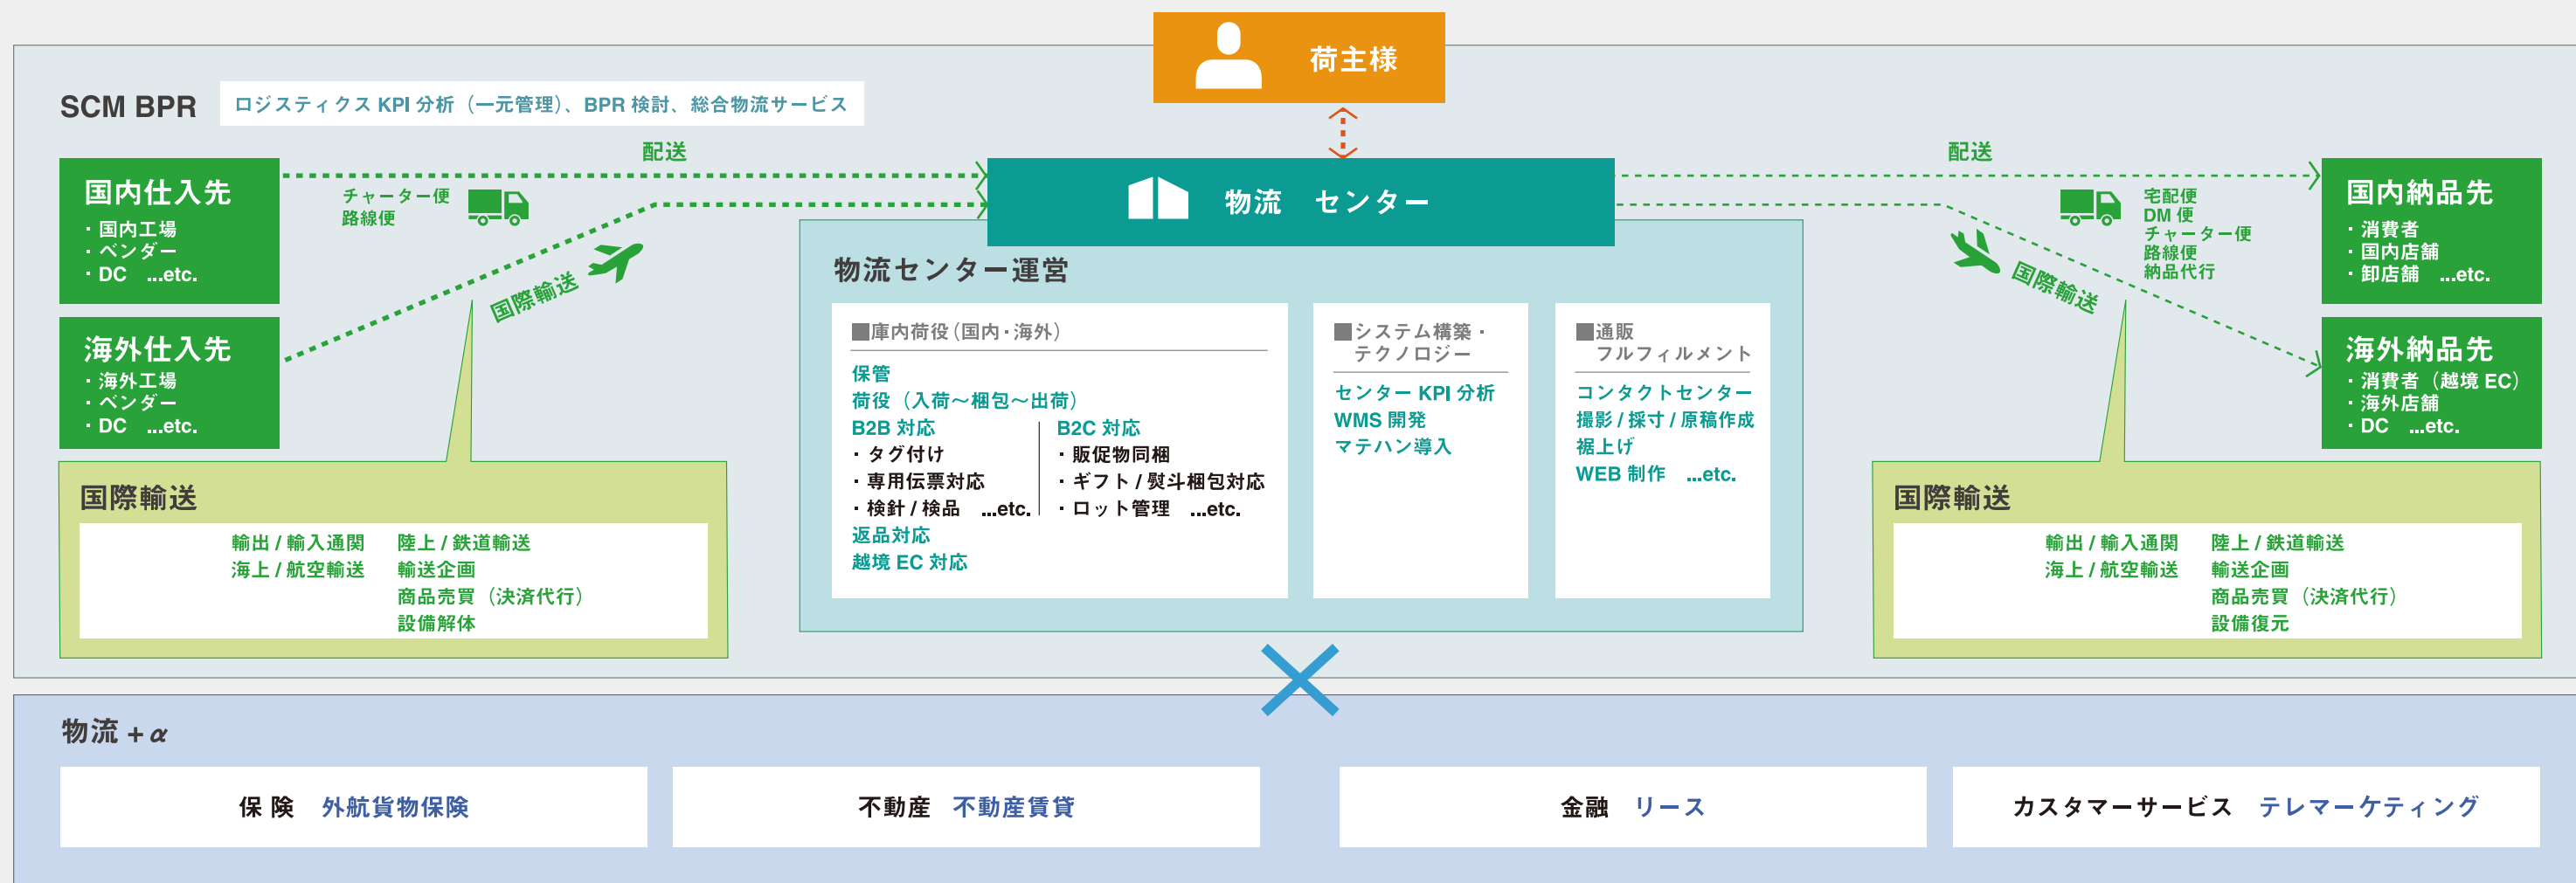 荷主様
SCM BPR
ロジスティクス KPI 分析（一元管理）、BPR 検討、総合物流サービス
国内仕入先
・国内工場
・ベンダー
・DC ...etc.
海外仕入先
・海外工場
・ベンダー
・DC ...etc.
配送
チャーター便
路線便
国際輸送
国際輸送
輸出 / 輸入通関
海上 / 航空輸送
陸上 / 鉄道輸送
輸送企画
商品売買（決済代行）
設備解体
物流 センター
物流センター運営
■庫内荷役（国内・海外）
保管
荷役（入荷～梱包～出荷）
B2B 対応
・タグ付け
・専用伝票対応
・検針 / 検品 ...etc.
B2C 対応
・販促物同梱
・ギフト / 熨斗梱包対応
・ロット管理 ...etc.
返品対応
越境 EC 対応
■システム構築・
テクノロジー
センター KPI 分析
WMS 開発
マテハン導入
■通販
フルフィルメント
コンタクトセンター
撮影 / 採寸 / 原稿作成
裾上げ
WEB 制作 ...etc.
配送
宅配便
DM 便
チャーター便
路線便
納品代行
国際輸送
国内納品先
・消費者
・国内店舗
・卸店舗 ...etc.
海外納品先
・消費者（越境 EC）
・海外店舗
・DC ...etc.
国際輸送
輸出 / 輸入通関
海上 / 航空輸送
陸上 / 鉄道輸送
輸送企画
商品売買（決済代行）
設備復元
物流 + α
保 険 外航貨物保険
不動産 不動産賃貸
金融 リース
カスタマーサービス テレマーケティング